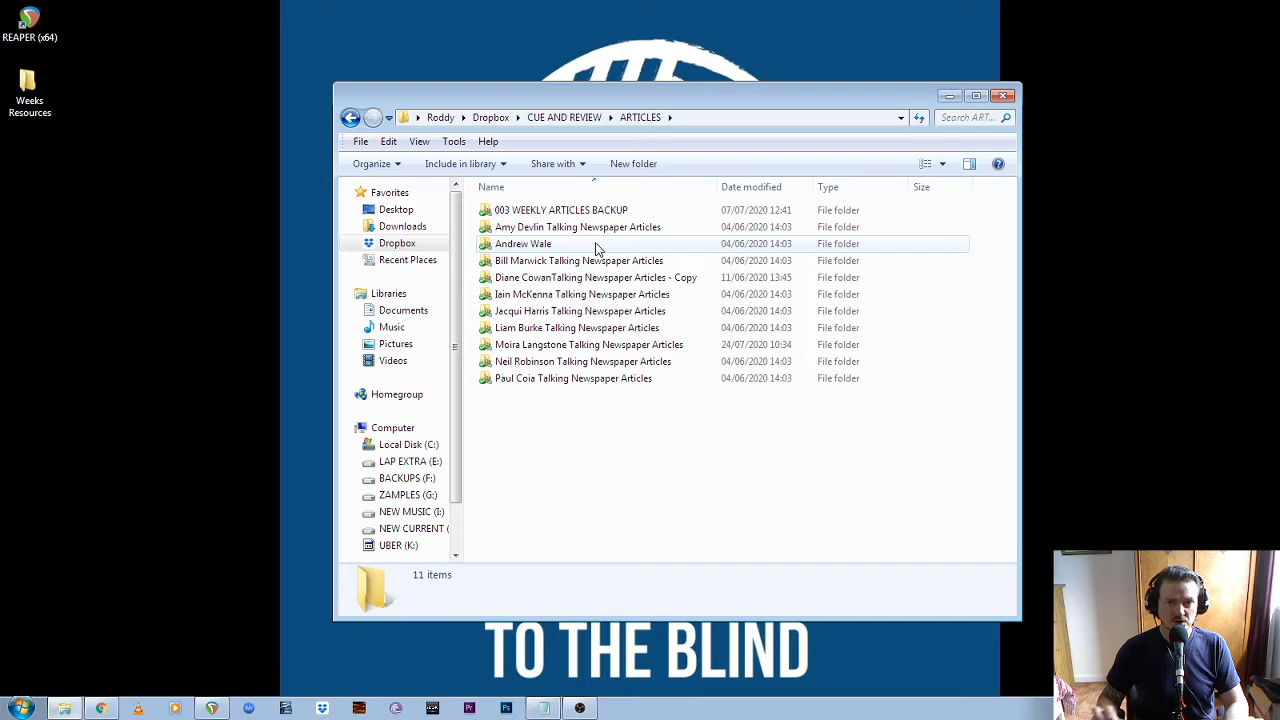 REAPER (x64)
Weeks
Resources
Roddy Dropbox CUE AND REVIEW ARTICLES
Search ART...
File Edit View Tools Help
Organize Include in library Share with New folder
Name Date modified Type Size
003 WEEKLY ARTICLES BACKUP 07/07/2020 12:41 File folder
Amy Devlin Talking Newspaper Articles 04/06/2020 14:03 File folder
Andrew Wale 04/06/2020 14:03 File folder
Bill Marwick Talking Newspaper Articles 04/06/2020 14:03 File folder
Diane CowanTalking Newspaper Articles - Copy 11/06/2020 13:45 File folder
Iain McKenna Talking Newspaper Articles 04/06/2020 14:03 File folder
Jacqui Harris Talking Newspaper Articles 04/06/2020 14:03 File folder
Liam Burke Talking Newspaper Articles 04/06/2020 14:03 File folder
Moira Langstone Talking Newspaper Articles 24/07/2020 10:34 File folder
Neil Robinson Talking Newspaper Articles 04/06/2020 14:03 File folder
Paul Coia Talking Newspaper Articles 04/06/2020 14:03 File folder
Favorites
Desktop
Downloads
Dropbox
Recent Places
Libraries
Documents
Music
Pictures
Videos
Homegroup
Computer
Local Disk (C:)
LAP EXTRA (E:)
BACKUPS (F:)
ZAMPLES (G:)
NEW MUSIC (I:)
NEW CURRENT (
UBER (K:)
11 items
TO THE BLIND